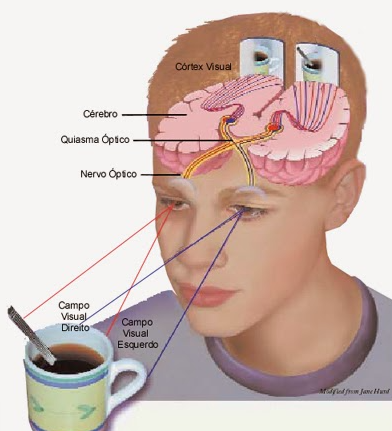 Córtex Visual
Cérebro
Quiasma Óptico
Nervo Óptico
Campo
Visual
Direito
Campo
Visual
Esquerdo
Modified from Jane Hurd